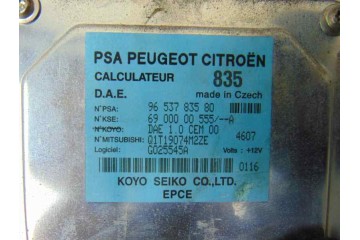 PSA PEUGEOT CITROËN
CALCULATEUR 835
D.A.E. made in Czech
N°PSA: 96 537 835 80
N°KSE: 69 000 00 555/--A
N°KOYO: DAE 1.0 CEM 00
N°MITSUBISHI: Q1T19074M2ZE 4607
Logiciel: G025545A Volts: +12V
0116
KOYO SEIKO CO.,LTD.
EPCE